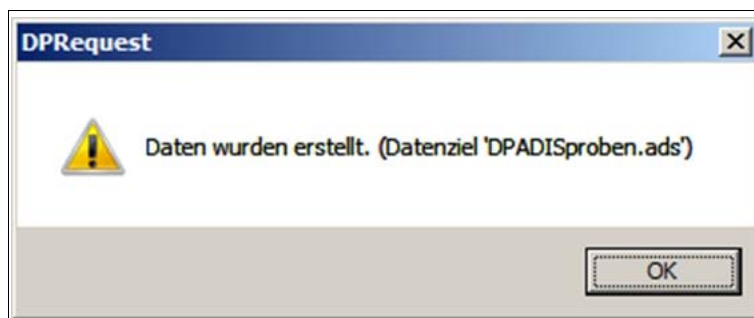 DPRequest
Daten wurden erstellt. (Datenziel 'DPADISproben.ads')
OK